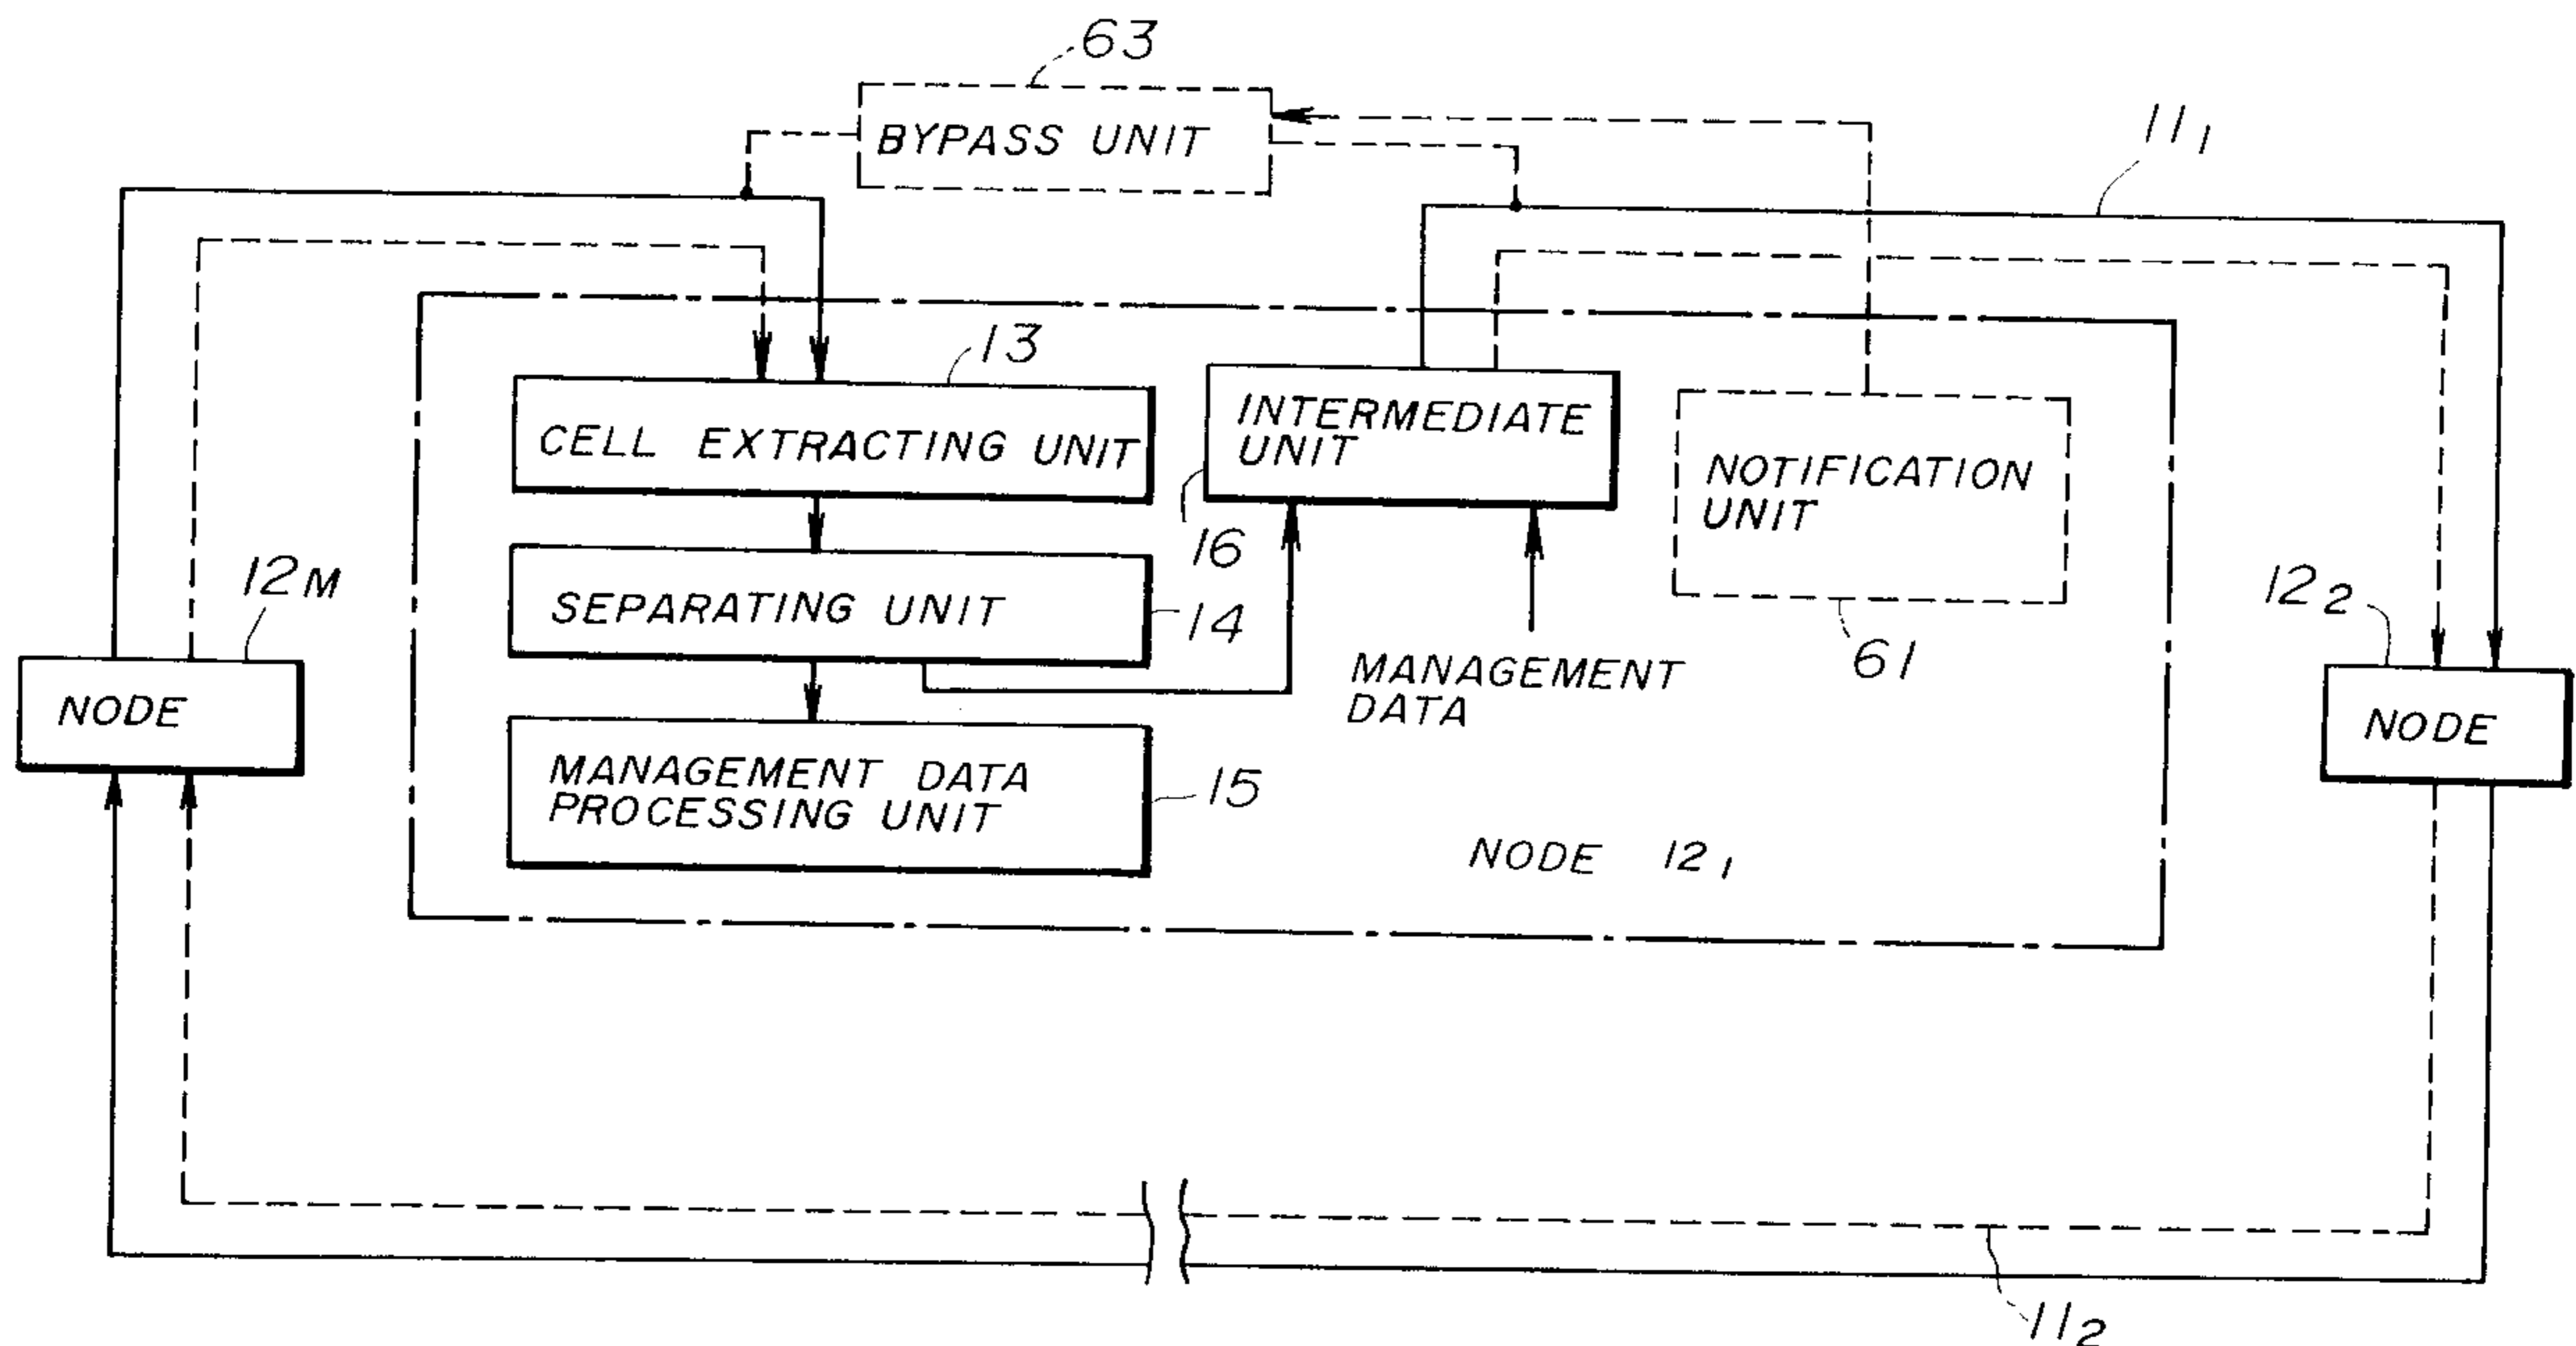 63
BYPASS UNIT
11₁
13
CELL EXTRACTING UNIT
INTERMEDIATE
UNIT
NOTIFICATION
UNIT
16
12M
SEPARATING UNIT
14
12₂
61
MANAGEMENT
DATA
NODE
NODE
MANAGEMENT DATA
PROCESSING UNIT
15
NODE 12₁
11₂